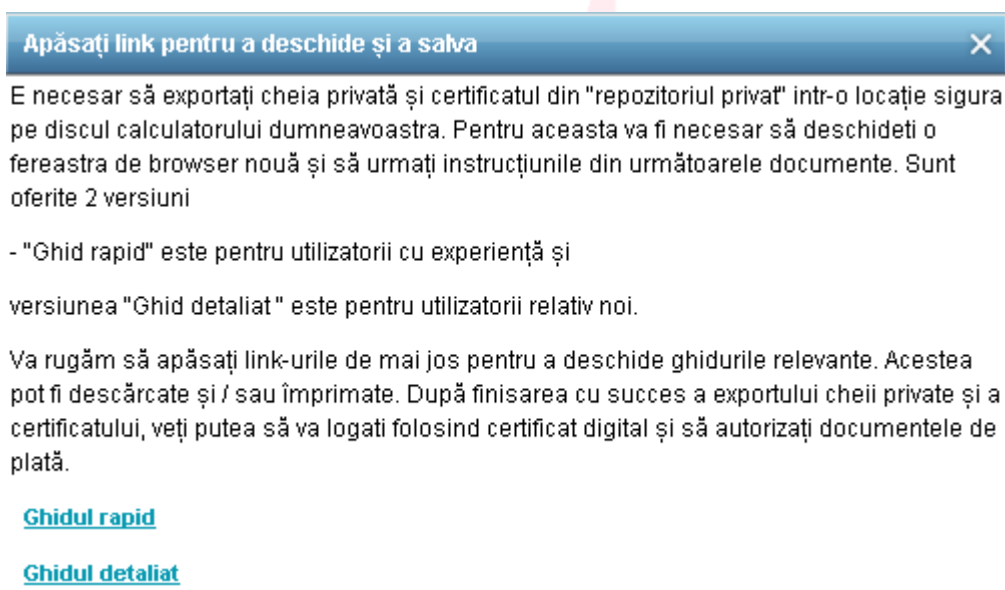 Apăsați link pentru a deschide și a salva
E necesar să exportați cheia privată și certificatul din "repozitoriul privat" intr-o locație sigura
pe discul calculatorului dumneavoastra. Pentru aceasta va fi necesar să deschideti o
fereastra de browser nouă și să urmați instrucțiunile din următoarele documente. Sunt
oferite 2 versiuni
- "Ghid rapid" este pentru utilizatorii cu experiență și
versiunea "Ghid detaliat " este pentru utilizatorii relativ noi.
Va rugăm să apăsați link-urile de mai jos pentru a deschide ghidurile relevante. Acestea
pot fi descărcate și / sau împrimate. După finisarea cu succes a exportului cheii private și a
certificatului, veți putea să va logati folosind certificat digital și să autorizați documentele de
plată.
Ghidul rapid
Ghidul detaliat